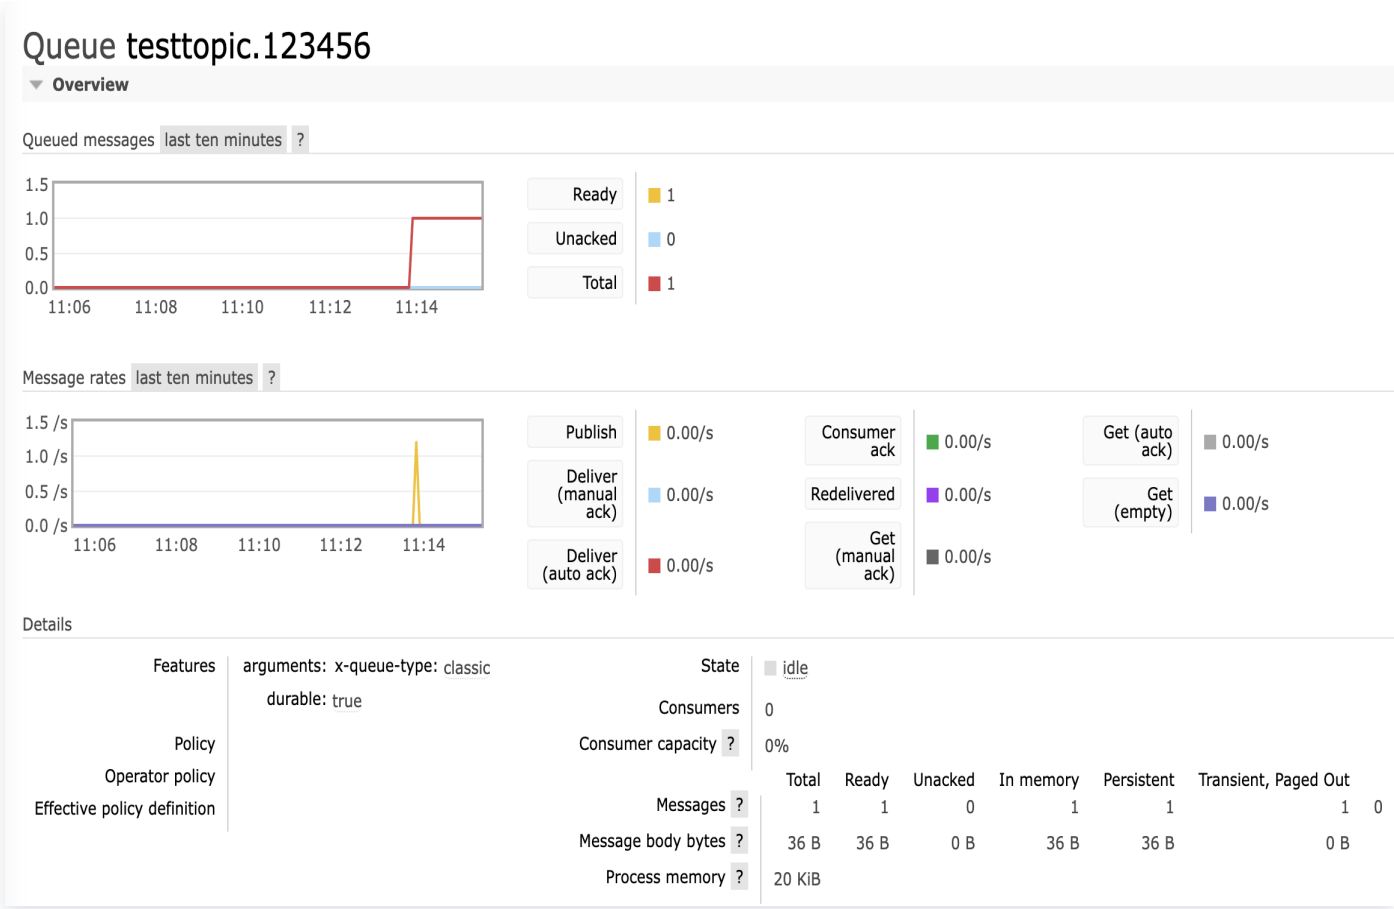 Queue testtopic.123456
Overview
Queued messages last ten minutes ?
1.5
1.0
0.5
0.0
11:06 11:08 11:10 11:12 11:14
Ready 1
Unacked 0
Total 1
Message rates last ten minutes ?
1.5 /s
1.0 /s
0.5 /s
0.0 /s
11:06 11:08 11:10 11:12 11:14
Publish 0.00/s
Deliver
(manual
ack)
0.00/s
Deliver
(auto ack)
0.00/s
Consumer
ack
0.00/s
Redelivered 0.00/s
Get
(manual
ack)
0.00/s
Get (auto
ack)
0.00/s
Get
(empty)
0.00/s
Details
Features arguments: x-queue-type: classic
durable: true
Policy
Operator policy
Effective policy definition
State idle
Consumers 0
Consumer capacity ? 0%
Total Ready Unacked In memory Persistent Transient, Paged Out
Messages ? 1 1 0 1 1 1 0
Message body bytes ? 36 B 36 B 0 B 36 B 36 B 0 B
Process memory ? 20 KiB